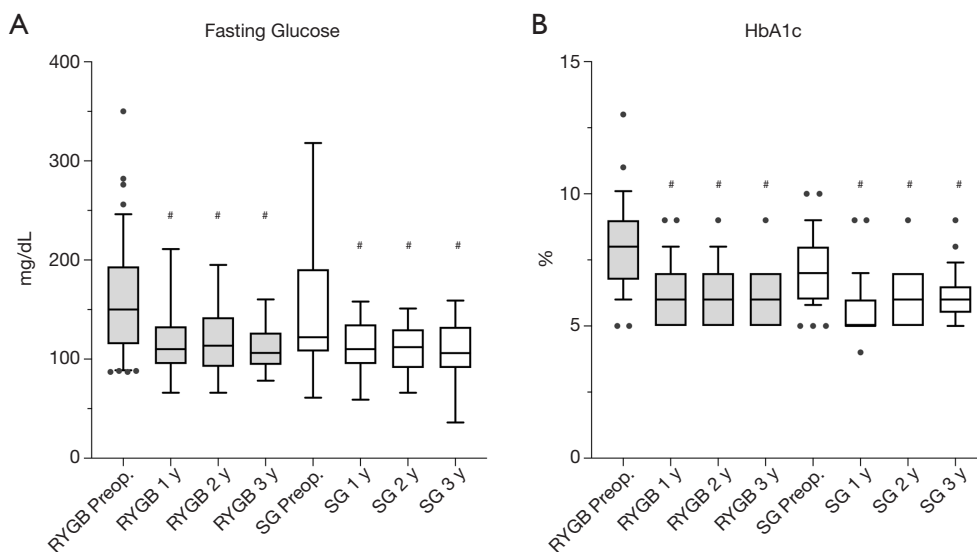 A
Fasting Glucose
mg/dL
400
300
200
100
0
# # # # # #
RYGB Preop.
RYGB 1 y
RYGB 2 y
RYGB 3 y
SG Preop.
SG 1 y
SG 2 y
SG 3 y
B
HbA1c
%
15
10
5
0
# # # # # #
RYGB Preop.
RYGB 1 y
RYGB 2 y
RYGB 3 y
SG Preop.
SG 1 y
SG 2 y
SG 3 y